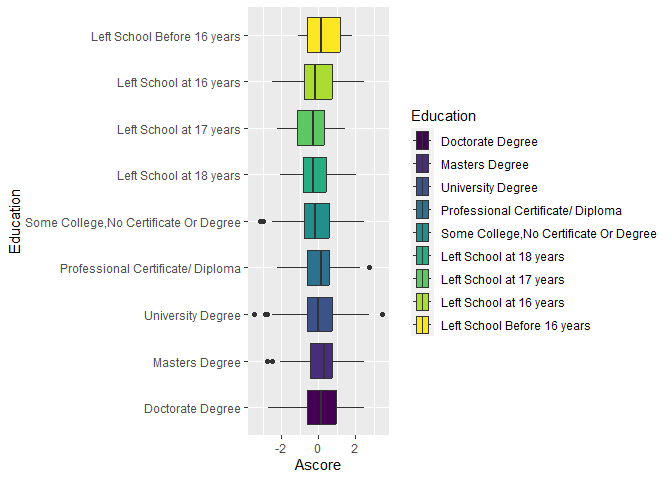 Left School Before 16 years
Left School at 16 years
Left School at 17 years
Left School at 18 years
Some College,No Certificate Or Degree
Professional Certificate/ Diploma
University Degree
Masters Degree
Doctorate Degree
Education
-2 0 2
Ascore
Education
Doctorate Degree
Masters Degree
University Degree
Professional Certificate/ Diploma
Some College,No Certificate Or Degree
Left School at 18 years
Left School at 17 years
Left School at 16 years
Left School Before 16 years